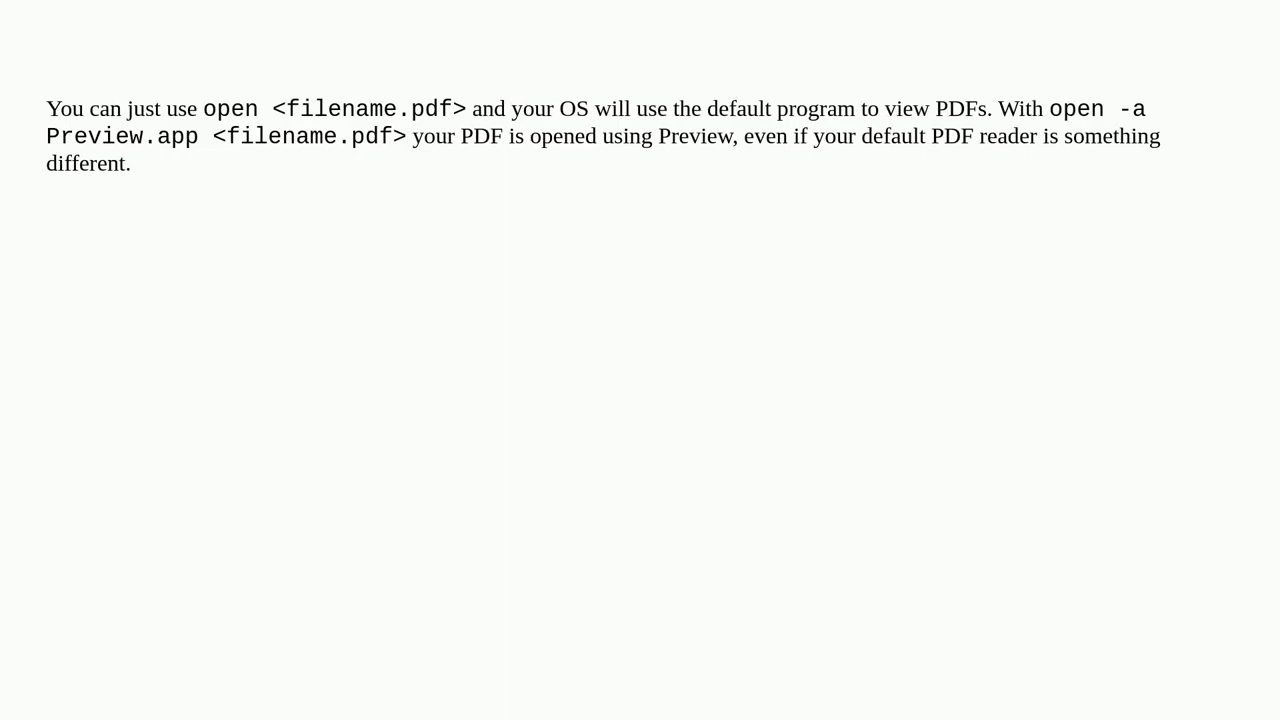 You can just use open <filename.pdf> and your OS will use the default program to view PDFs. With open -a
Preview.app <filename.pdf> your PDF is opened using Preview, even if your default PDF reader is something
different.